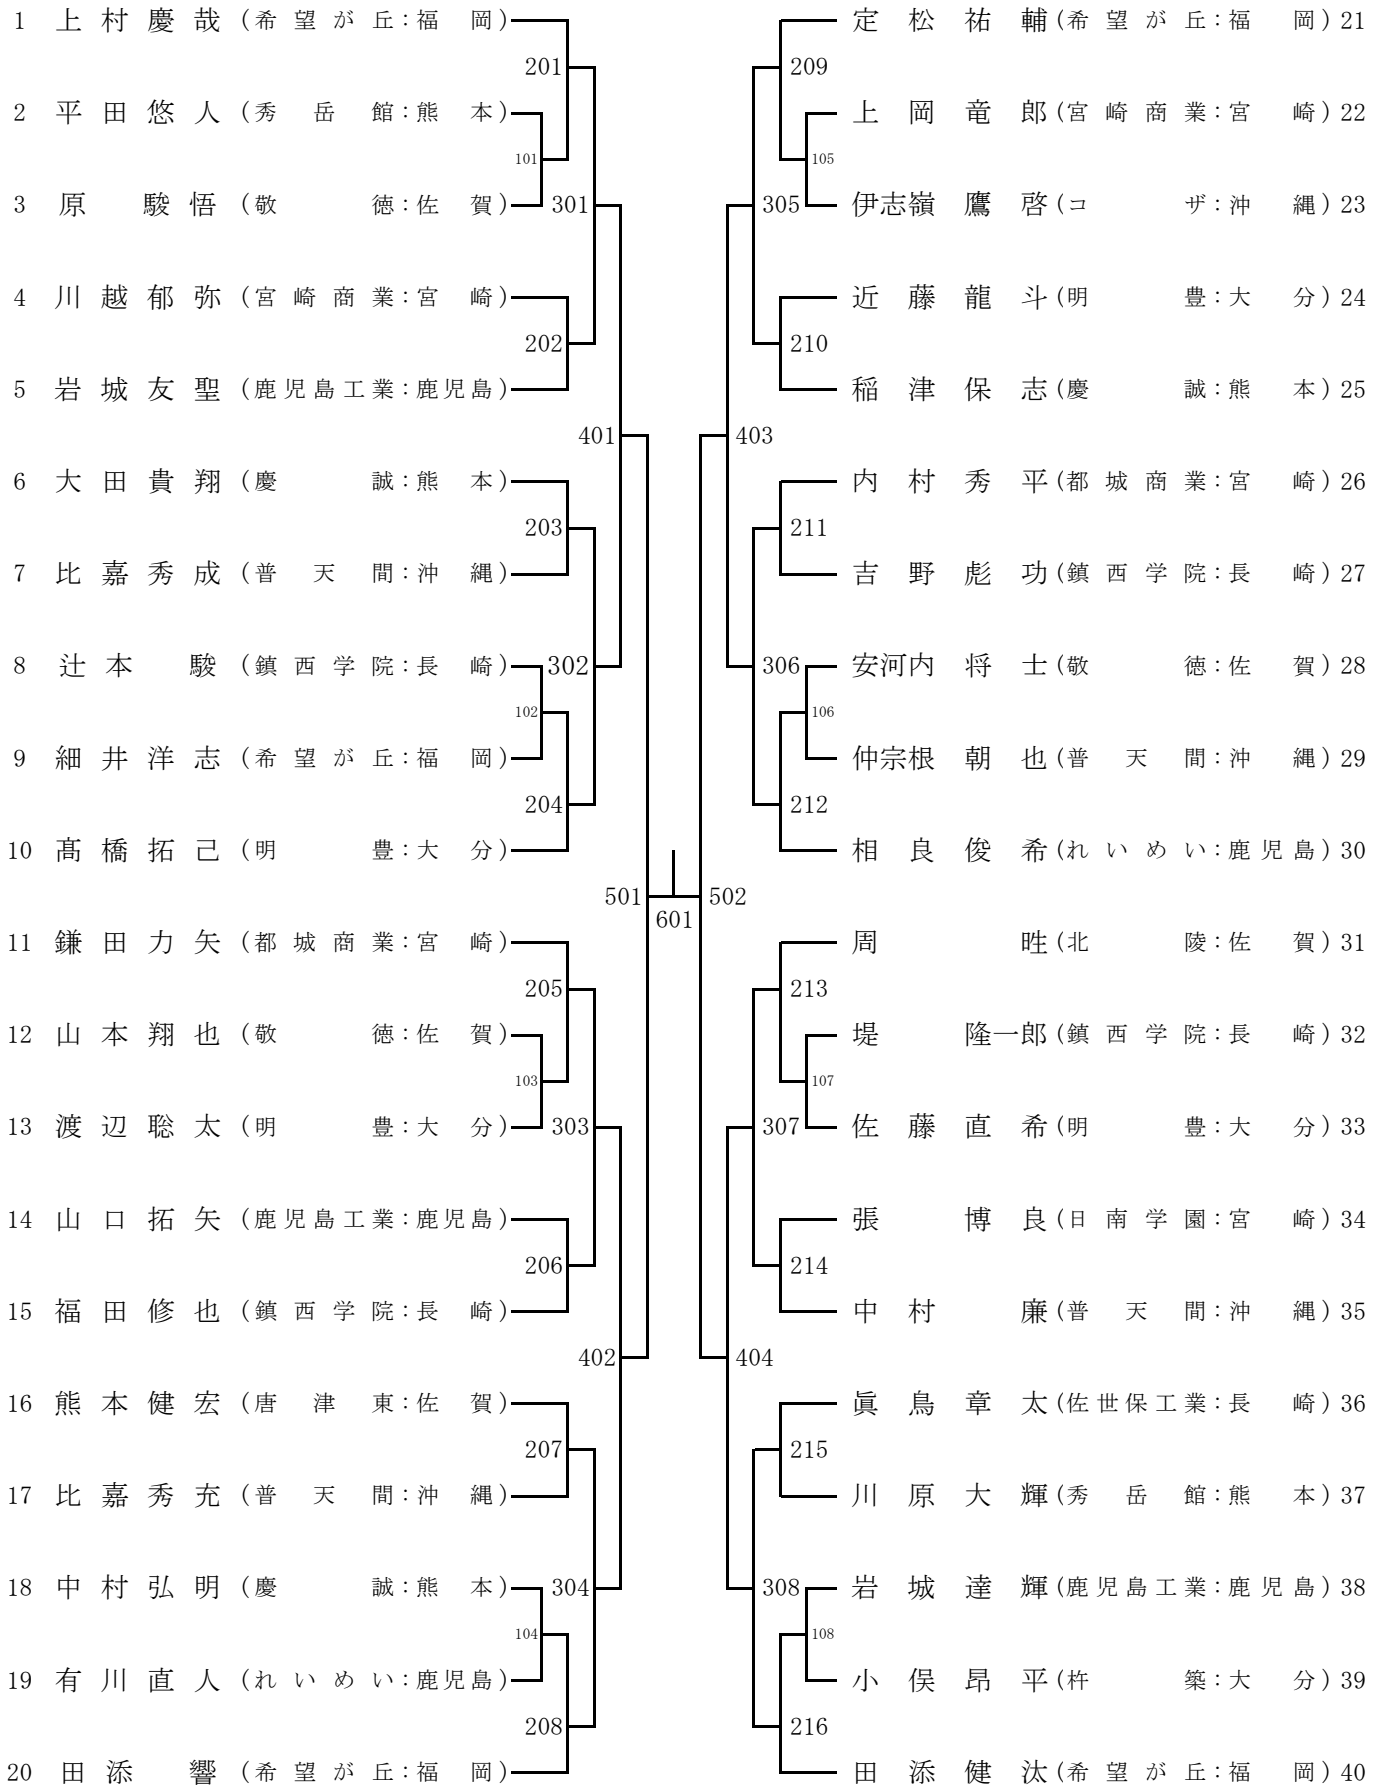 1 上村慶哉 (希望が丘:福岡)
201
2 平田悠人 (秀岳館:熊本)
101
3 原 駿悟 (敬徳:佐賀) 301
4 川越郁弥 (宮崎商業:宮崎)
202
5 岩城友聖 (鹿児島工業:鹿児島)
401
6 大田貴翔 (慶誠:熊本)
203
7 比嘉秀成 (普天間:沖縄)
8 辻本 駿 (鎮西学院:長崎) 302
102
9 細井洋志 (希望が丘:福岡)
204
10 髙橋拓己 (明豊:大分)
501
601
11 鎌田力矢 (都城商業:宮崎)
205
12 山本翔也 (敬徳:佐賀)
103
13 渡辺聡太 (明豊:大分) 303
14 山口拓矢 (鹿児島工業:鹿児島)
206
15 福田修也 (鎮西学院:長崎)
402
16 熊本健宏 (唐津東:佐賀)
207
17 比嘉秀充 (普天間:沖縄)
18 中村弘明 (慶誠:熊本) 304
104
19 有川直人 (れいめい:鹿児島)
208
20 田添 響 (希望が丘:福岡)
定松祐輔 (希望が丘:福岡) 21
209
上岡竜郎 (宮崎商業:宮崎) 22
105
305 伊志嶺鷹啓 (コザ:沖縄) 23
近藤龍斗 (明豊:大分) 24
210
稲津保志 (慶誠:熊本) 25
403
内村秀平 (都城商業:宮崎) 26
211
吉野彪功 (鎮西学院:長崎) 27
306 安河内将士 (敬徳:佐賀) 28
106
仲宗根朝也 (普天間:沖縄) 29
212
相良俊希 (れいめい:鹿児島) 30
502
周 (北陵:佐賀) 31
213
堤 隆一郎 (鎮西学院:長崎) 32
107
307 佐藤直希 (明豊:大分) 33
張 博良 (日南学園:宮崎) 34
214
中村 廉 (普天間:沖縄) 35
404
眞鳥章太 (佐世保工業:長崎) 36
215
川原大輝 (秀岳館:熊本) 37
308 岩城達輝 (鹿児島工業:鹿児島) 38
108
小俣昂平 (杵築:大分) 39
216
田添健汰 (希望が丘:福岡) 40